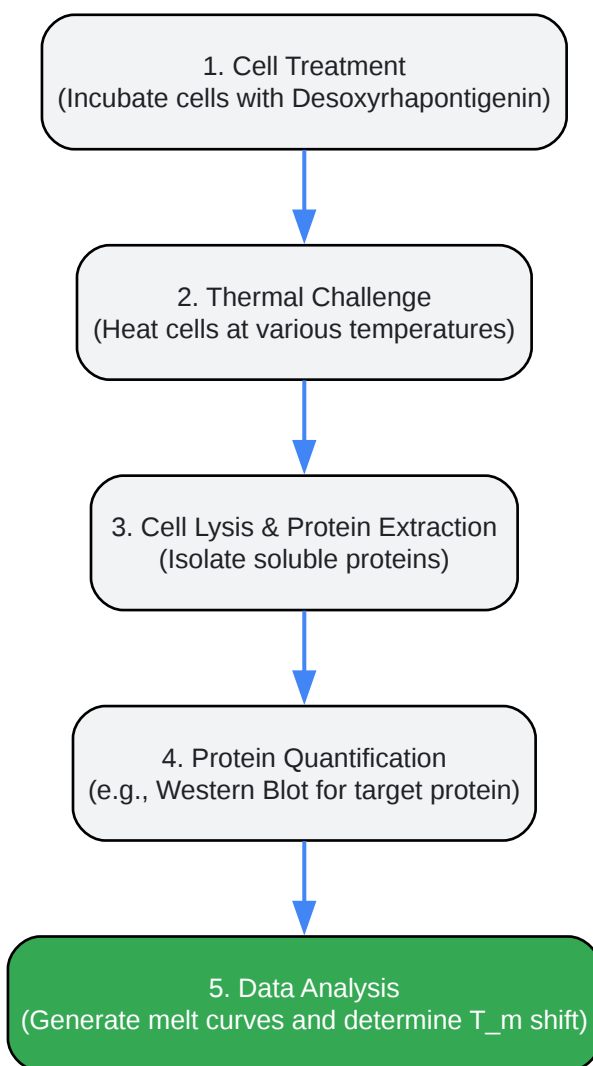 1. Cell Treatment
(Incubate cells with Desoxyrhapontigenin)
2. Thermal Challenge
(Heat cells at various temperatures)
3. Cell Lysis & Protein Extraction
(Isolate soluble proteins)
4. Protein Quantification
(e.g., Western Blot for target protein)
5. Data Analysis
(Generate melt curves and determine T_m shift)